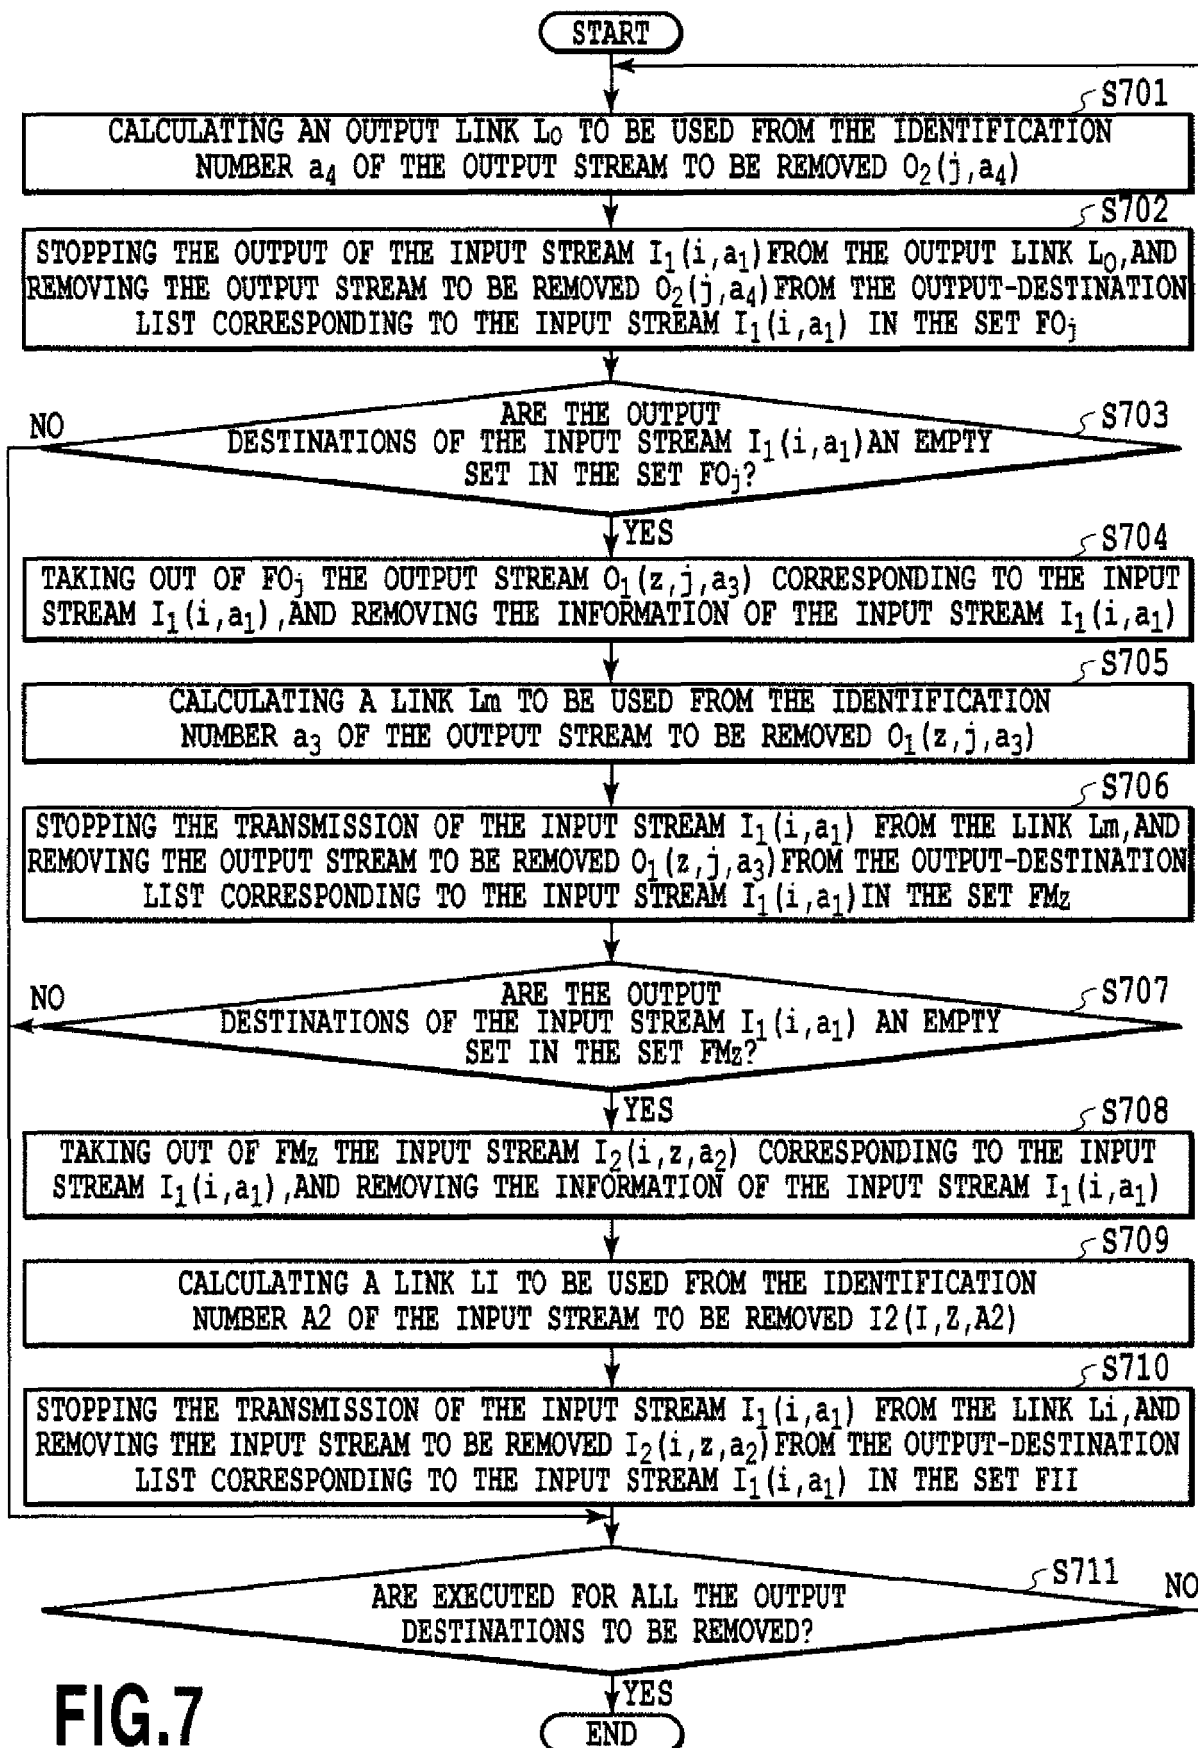 START
S701
CALCULATING AN OUTPUT LINK LO TO BE USED FROM THE IDENTIFICATION
NUMBER a4 OF THE OUTPUT STREAM TO BE REMOVED O2(j,a4)
S702
STOPPING THE OUTPUT OF THE INPUT STREAM I1(i,a1)FROM THE OUTPUT LINK LO,AND
REMOVING THE OUTPUT STREAM TO BE REMOVED O2(j,a4)FROM THE OUTPUT-DESTINATION
LIST CORRESPONDING TO THE INPUT STREAM I1(i,a1) IN THE SET FOj
S703
NO
ARE THE OUTPUT
DESTINATIONS OF THE INPUT STREAM I1(i,a1)AN EMPTY
SET IN THE SET FOj?
YES
S704
TAKING OUT OF FOj THE OUTPUT STREAM O1(z,j,a3) CORRESPONDING TO THE INPUT
STREAM I1(i,a1),AND REMOVING THE INFORMATION OF THE INPUT STREAM I1(i,a1)
S705
CALCULATING A LINK Lm TO BE USED FROM THE IDENTIFICATION
NUMBER a3 OF THE OUTPUT STREAM TO BE REMOVED O1(z,j,a3)
S706
STOPPING THE TRANSMISSION OF THE INPUT STREAM I1(i,a1) FROM THE LINK Lm,AND
REMOVING THE OUTPUT STREAM TO BE REMOVED O1(z,j,a3)FROM THE OUTPUT-DESTINATION
LIST CORRESPONDING TO THE INPUT STREAM I1(i,a1)IN THE SET FMz
S707
NO
ARE THE OUTPUT
DESTINATIONS OF THE INPUT STREAM I1(i,a1) AN EMPTY
SET IN THE SET FMz?
YES
S708
TAKING OUT OF FMz THE INPUT STREAM I2(i,z,a2) CORRESPONDING TO THE INPUT
STREAM I1(i,a1),AND REMOVING THE INFORMATION OF THE INPUT STREAM I1(i,a1)
S709
CALCULATING A LINK LI TO BE USED FROM THE IDENTIFICATION
NUMBER A2 OF THE INPUT STREAM TO BE REMOVED I2(I,Z,A2)
S710
STOPPING THE TRANSMISSION OF THE INPUT STREAM I1(i,a1) FROM THE LINK Li,AND
REMOVING THE INPUT STREAM TO BE REMOVED I2(i,z,a2)FROM THE OUTPUT-DESTINATION
LIST CORRESPONDING TO THE INPUT STREAM I1(i,a1) IN THE SET FII
S711
NO
ARE EXECUTED FOR ALL THE OUTPUT
DESTINATIONS TO BE REMOVED?
YES
END
FIG.7